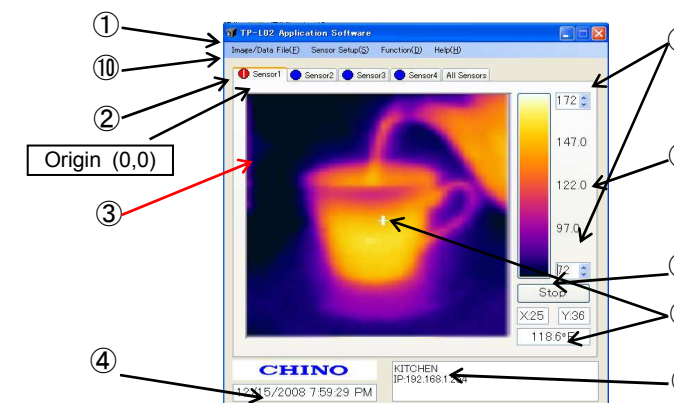 ①
TP-L02 Application Software
Image/Data File(F) Sensor Setup(S) Function(D) Help(H)
⑩
Sensor1 Sensor2 Sensor3 Sensor4 All Sensors
②
Origin (0,0)
③
172
147.0
122.0
97.0
72
Stop
X:25 Y:36
118.6°F
④
CHINO
12/15/2008 7:59:29 PM
KITCHEN
IP:192.168.1.204